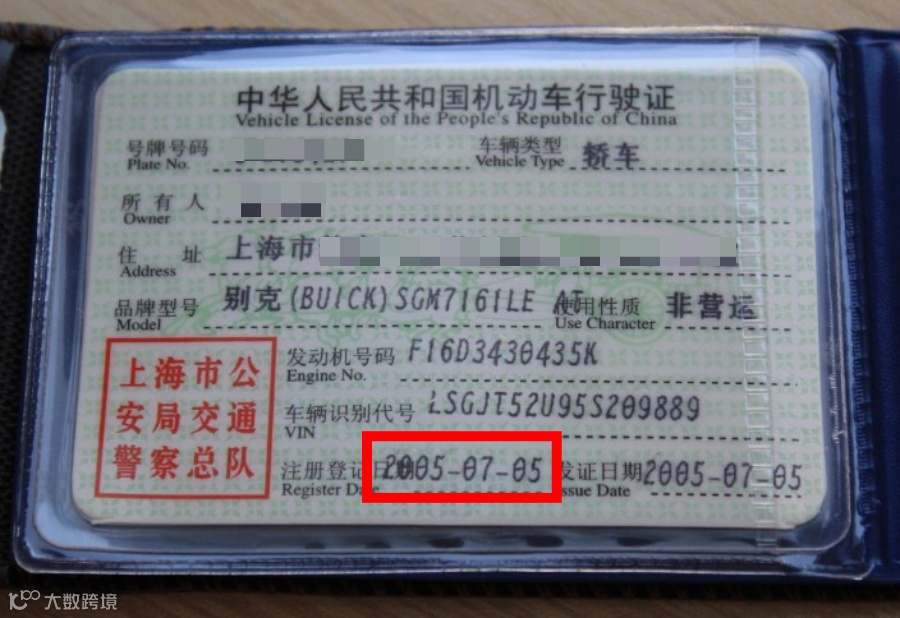 中华人民共和国机动车行驶证
Vehicle License of the People's Republic of China
号牌号码 车辆类型 轿车
Plate No. Vehicle Type
所有人
Owner
住址 上海市
Address
品牌型号 别克(BUICK)SGM7161LE AT 使用性质 非营运
Model Use Character
发动机号码 F16D3430435K
Engine No.
车辆识别代号 LSGJT52U95S209889
VIN
注册登记日期 2005-07-05 发证日期 2005-07-05
Register Date Issue Date
上海市公
安局交通
警察总队
大数跨境